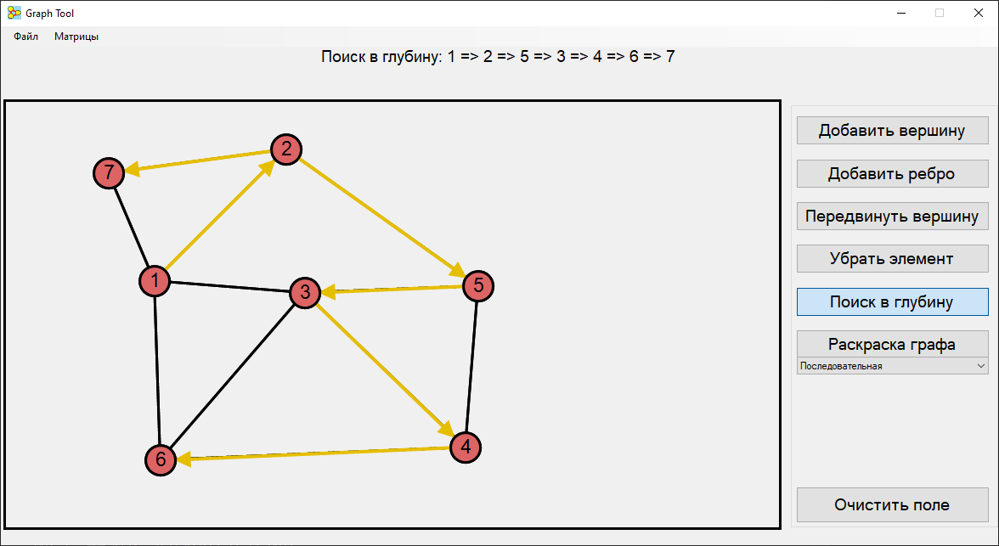 Graph Tool
Файл Матрицы
Поиск в глубину: 1 => 2 => 5 => 3 => 4 => 6 => 7
2
7
1
3
5
4
6
Добавить вершину
Добавить ребро
Передвинуть вершину
Убрать элемент
Поиск в глубину
Раскраска графа
Последовательная
Очистить поле